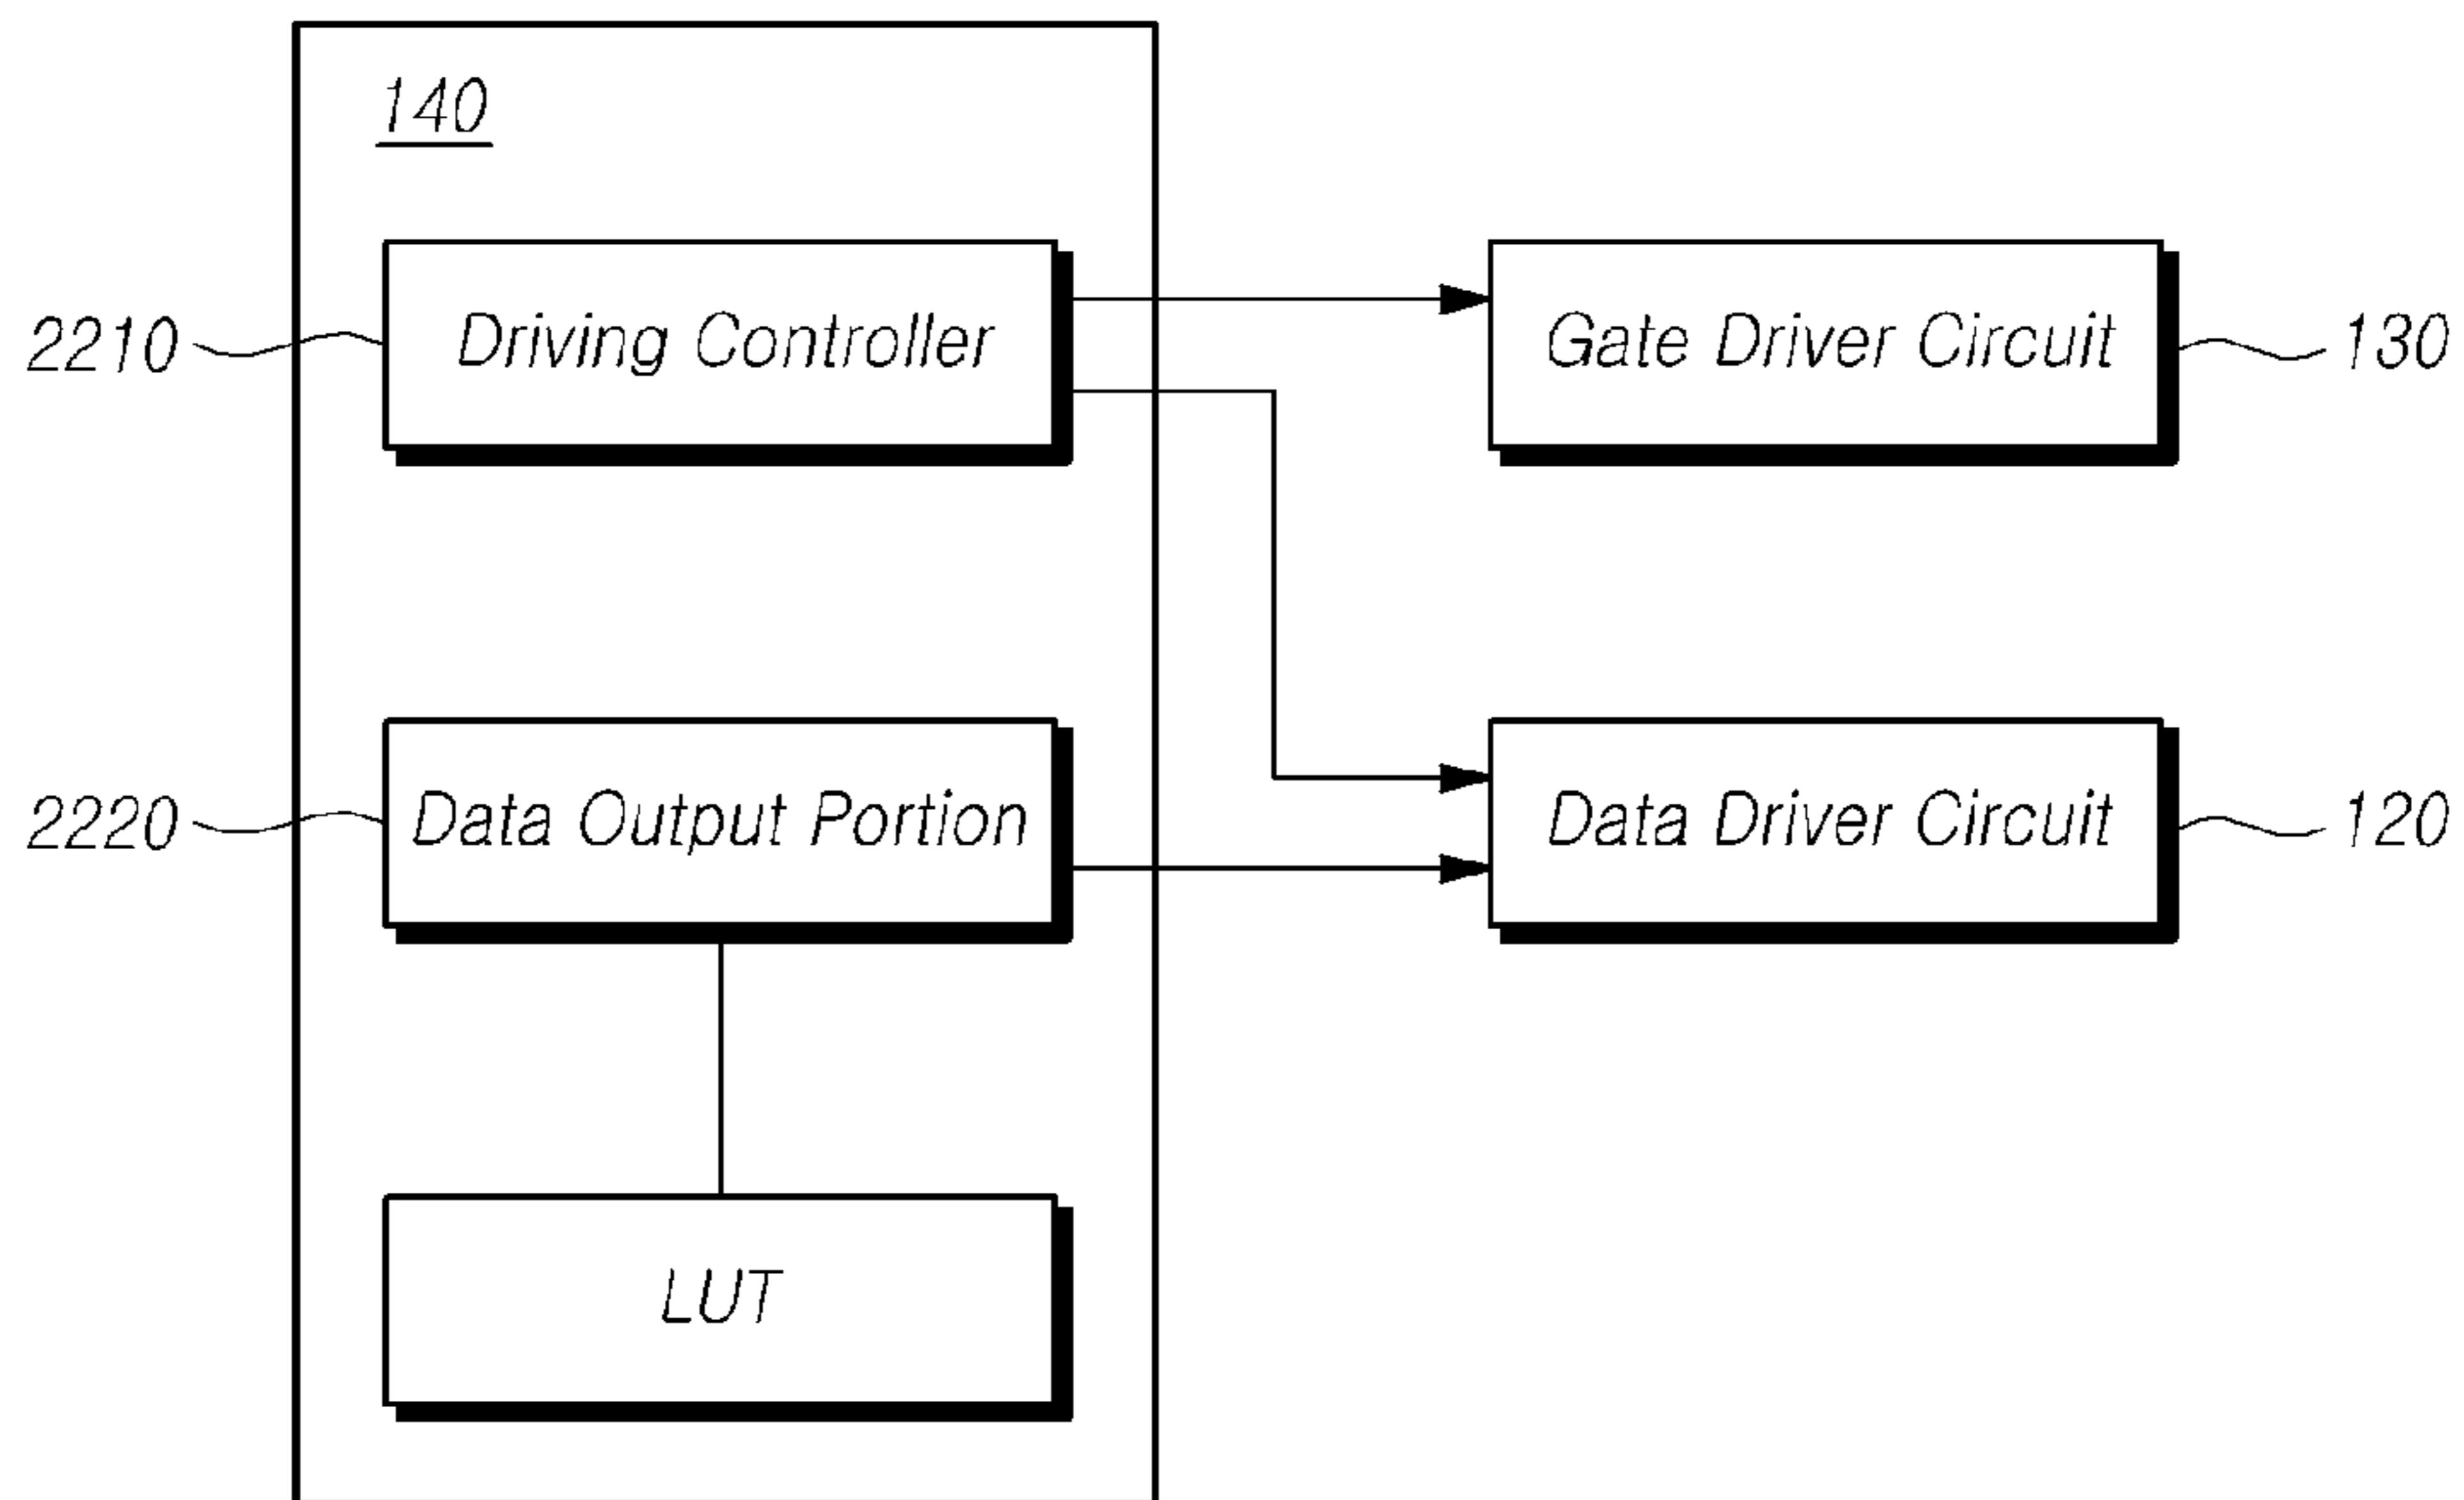 140
2210 Driving Controller Gate Driver Circuit 130
2220 Data Output Portion Data Driver Circuit 120
LUT